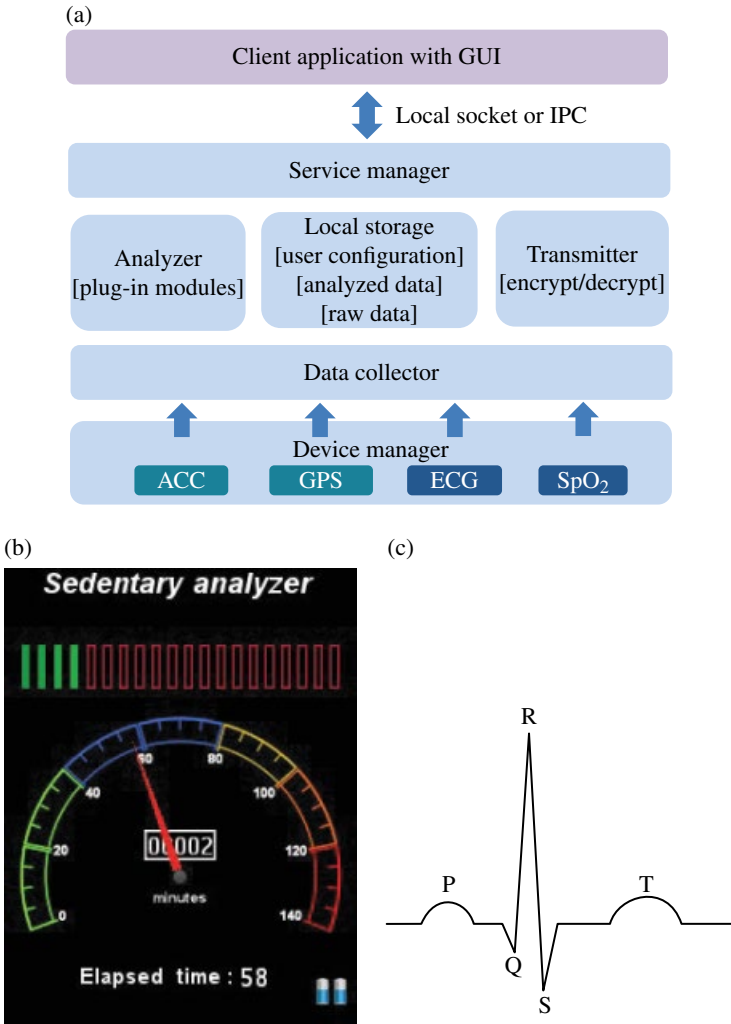 (a)
Client application with GUI
Local socket or IPC
Service manager
Analyzer
[plug-in modules]
Local storage
[user configuration]
[analyzed data]
[raw data]
Transmitter
[encrypt/decrypt]
Data collector
Device manager
ACC
GPS
ECG
SpO₂
(b)
Sedentary analyzer
0
20
40
60
80
100
120
140
06002
minutes
Elapsed time : 58
(c)
P
Q
R
S
T